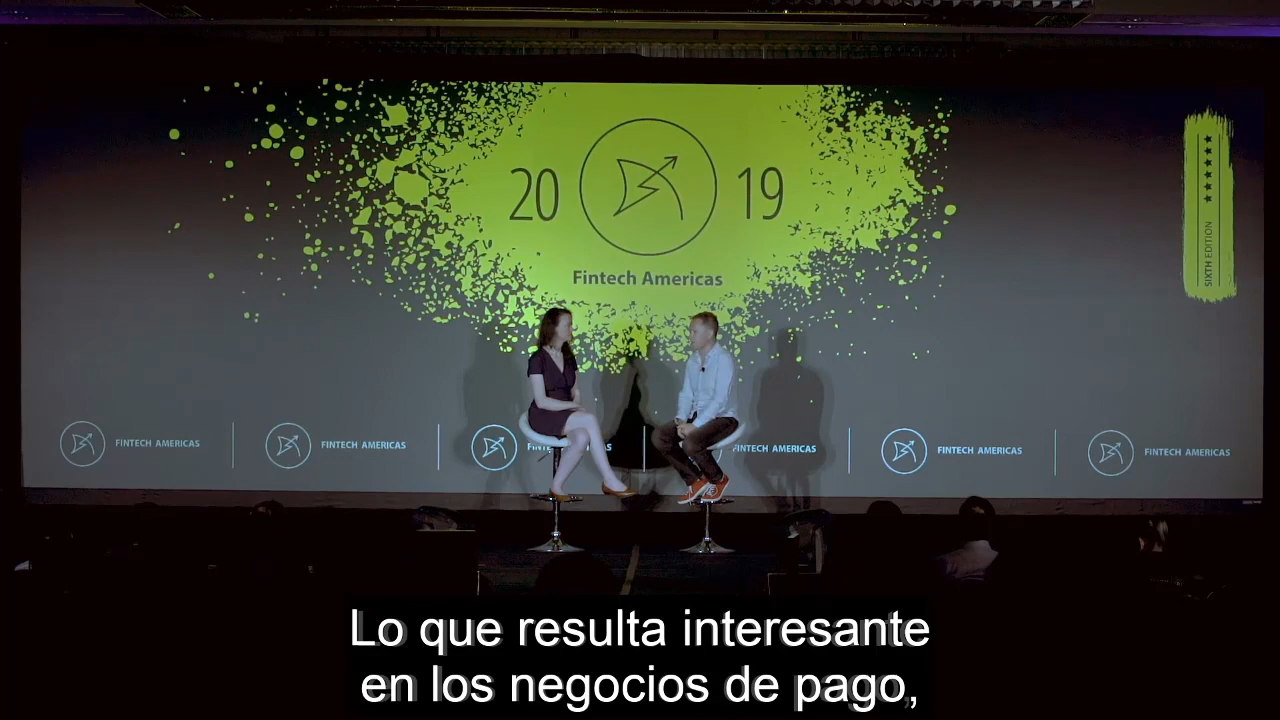 20 19
Fintech Americas
SIXTH EDITION
FINTECH AMERICAS
FINTECH AMERICAS
FINTECH AMERICAS
FINTECH AMERICAS
FINTECH AMERICAS
Lo que resulta interesante
en los negocios de pago,